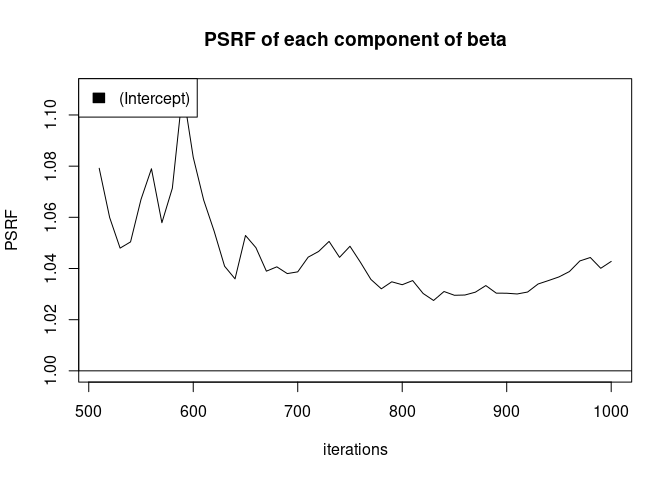 PSRF of each component of beta
(Intercept)
PSRF
1.10
1.08
1.06
1.04
1.02
1.00
500 600 700 800 900 1000
iterations